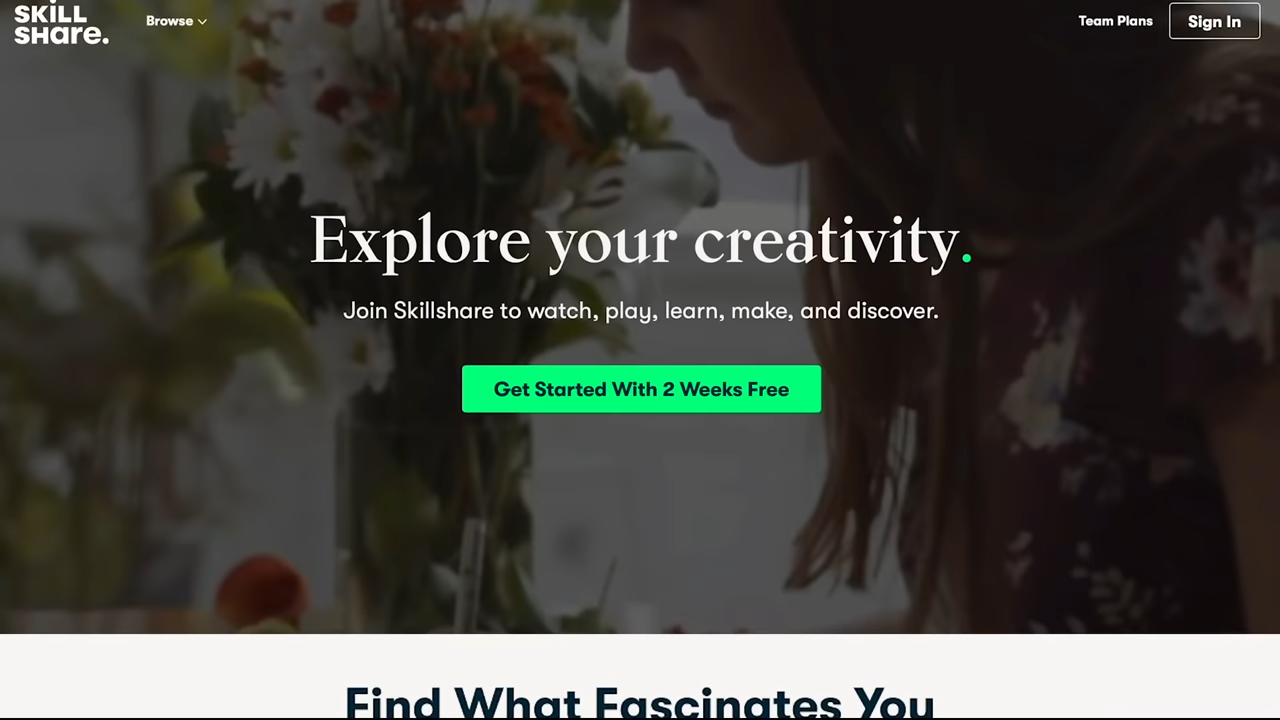 SKiLL
SHare.
Browse
Team Plans
Sign In
Explore your creativity.
Join Skillshare to watch, play, learn, make, and discover.
Get Started With 2 Weeks Free
Find What Fascinates You